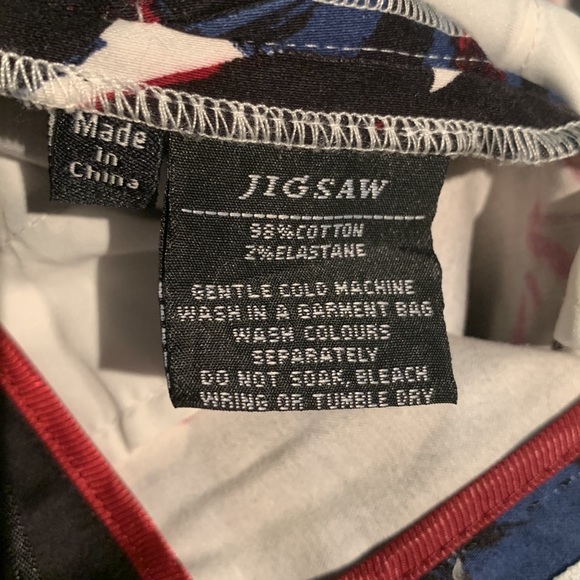 Made
in
China
JIGSAW
98% COTTON
2% ELASTANE
GENTLE COLD MACHINE
WASH IN A GARMENT BAG
WASH COLOURS
SEPARATELY
DO NOT SOAK, BLEACH
WRING OR TUMBLE DRY